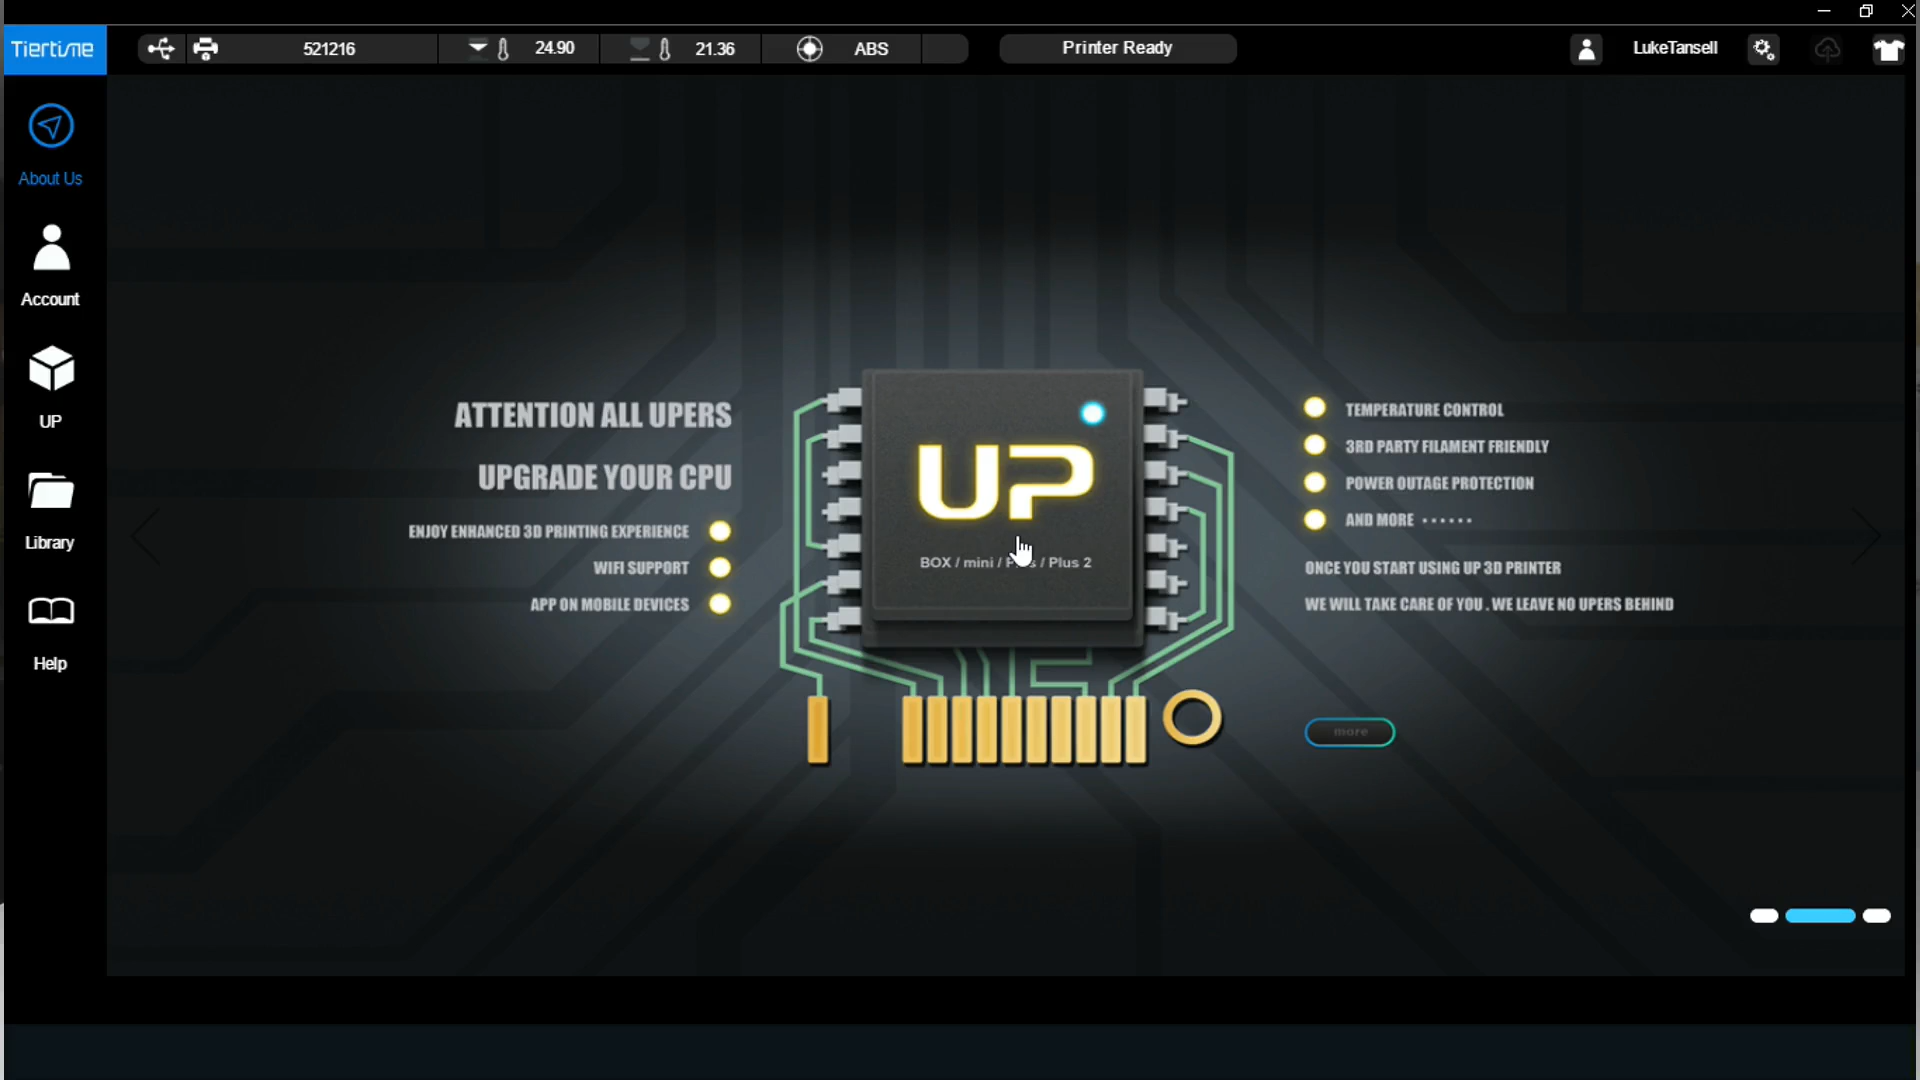 Tiertime
521216
24.90
21.36
ABS
Printer Ready
LukeTansell
About Us
Account
UP
Library
Help
ATTENTION ALL UPERS
UPGRADE YOUR CPU
ENJOY ENHANCED 3D PRINTING EXPERIENCE
WIFI SUPPORT
APP ON MOBILE DEVICES
UP
BOX / mini / / Plus 2
TEMPERATURE CONTROL
3RD PARTY FILAMENT FRIENDLY
POWER OUTAGE PROTECTION
AND MORE ······
ONCE YOU START USING UP 3D PRINTER
WE WILL TAKE CARE OF YOU . WE LEAVE NO UPERS BEHIND
more